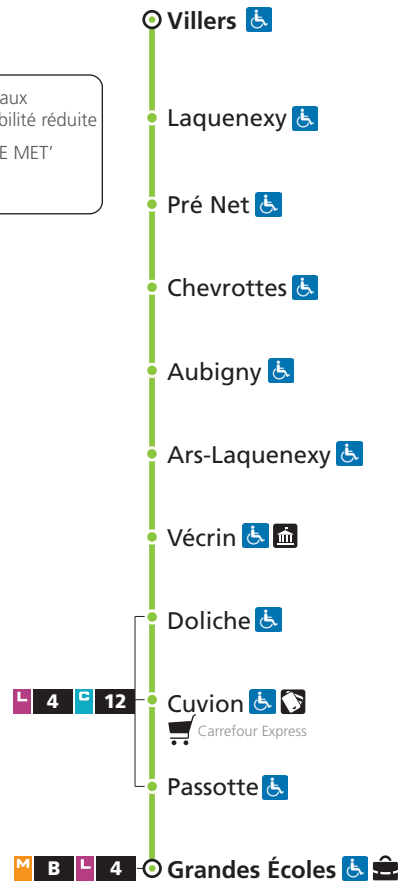 Villers
aux
bilité réduite
E MET’
Laquenexy
Pré Net
Chevrottes
Aubigny
Ars-Laquenexy
Vécrin
Doliche
L 4 C 12
Cuvion
Carrefour Express
Passotte
M B L 4
Grandes Écoles